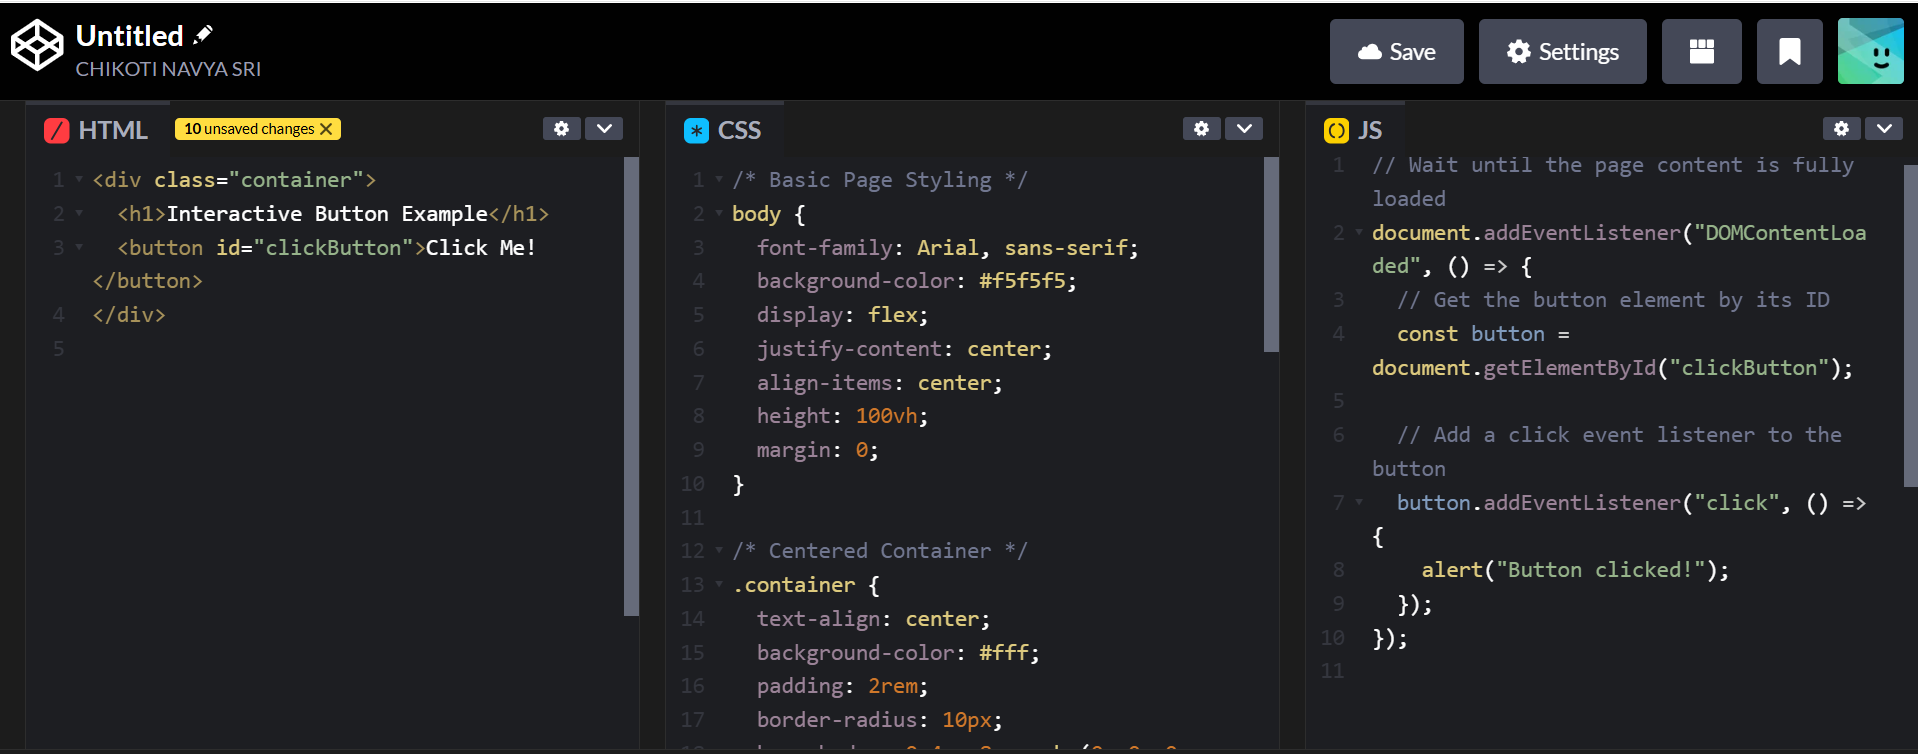 Untitled
CHIKOTI NAVYA SRI
Save
Settings
HTML
10 unsaved changes X
1 <div class="container">
2 <h1>Interactive Button Example</h1>
3 <button id="clickButton">Click Me!
</button>
4 </div>
5
CSS
1 /* Basic Page Styling */
2 body {
3 font-family: Arial, sans-serif;
4 background-color: #f5f5f5;
5 display: flex;
6 justify-content: center;
7 align-items: center;
8 height: 100vh;
9 margin: 0;
10 }
11
12 /* Centered Container */
13 .container {
14 text-align: center;
15 background-color: #fff;
16 padding: 2rem;
17 border-radius: 10px;
JS
1 // Wait until the page content is fully
loaded
2 document.addEventListener("DOMContentLoa
ded", () => {
3 // Get the button element by its ID
4 const button =
document.getElementById("clickButton");
5
6 // Add a click event listener to the
button
7 button.addEventListener("click", () =>
{
8 alert("Button clicked!");
9 });
10 });
11